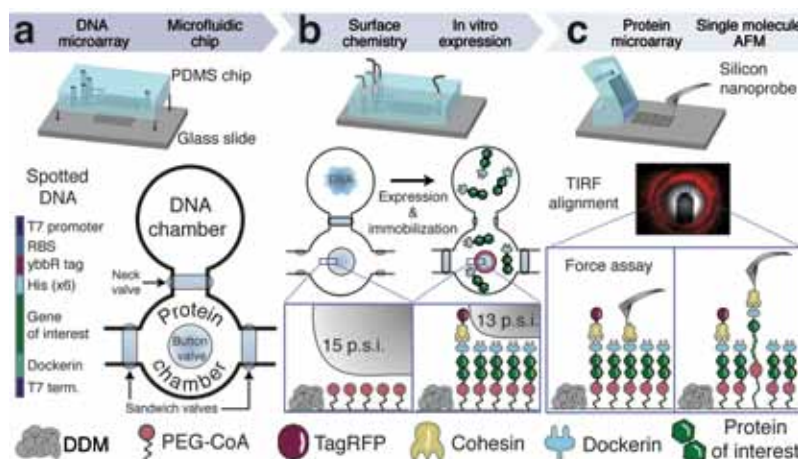 a
DNA
microarray
Microfluidic
chip
PDMS chip
Glass slide
Spotted
DNA
T7 promoter
RBS
ybbR tag
His (x6)
Gene
of interest
Dockerin
T7 term.
DNA
chamber
Neck
valve
Protein
Button
valve
chamber
Sandwich valves
b
Surface
chemistry
In vitro
expression
DNA
Expression
&
immobilization
15 p.s.i.
13 p.s.i.
c
Protein
microarray
Single molecule
AFM
Silicon
nanoprobe
TIRF
alignment
Force assay
DDM
PEG-CoA
TagRFP
Cohesin
Dockerin
Protein
of interest